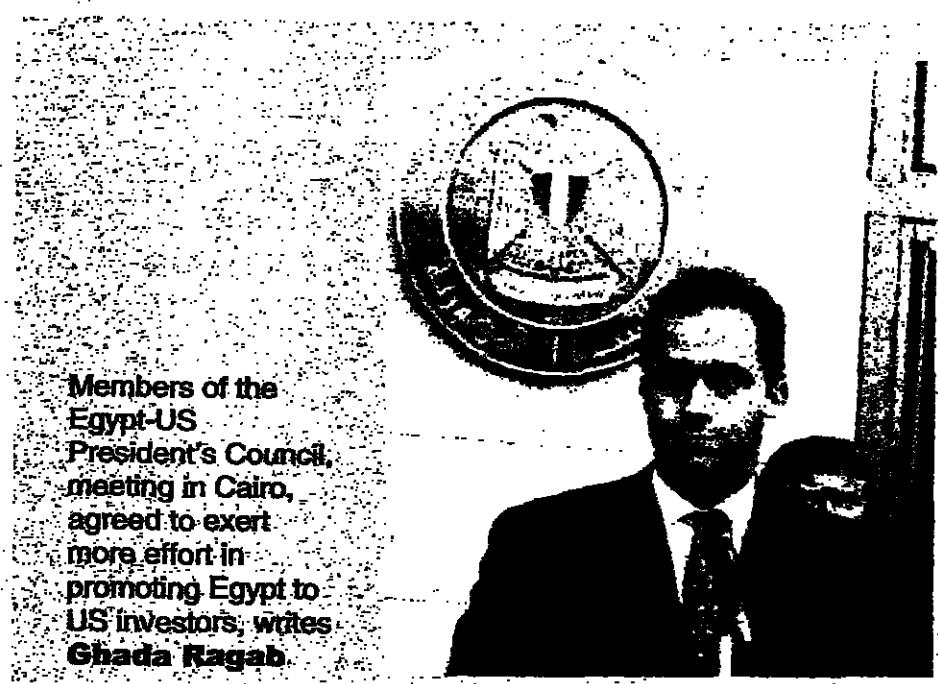 Members of the
Egypt-US
President's Council,
meeting in Cairo,
agreed to exert
more effort in
promoting Egypt to
US investors, writes
Ghada Ragab